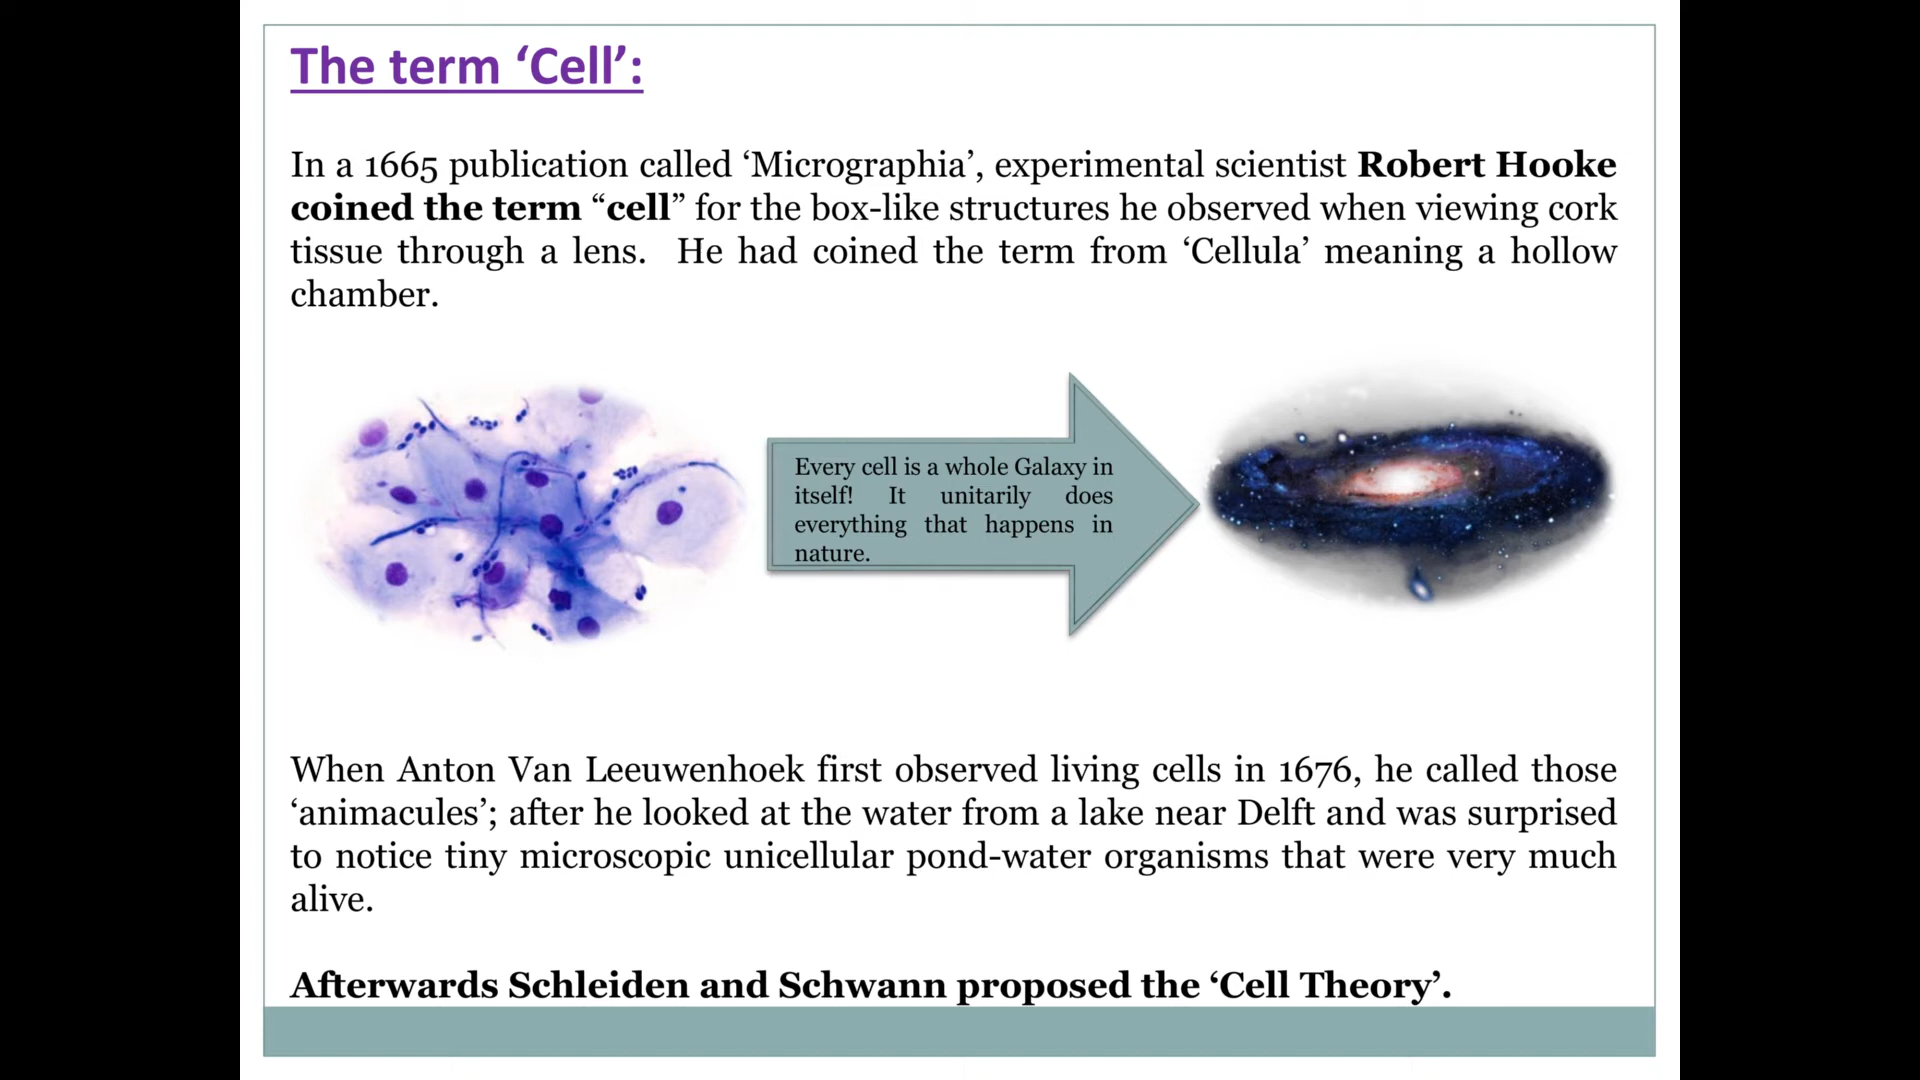 The term ‘Cell’:
In a 1665 publication called ‘Micrographia’, experimental scientist Robert Hooke
coined the term “cell” for the box-like structures he observed when viewing cork
tissue through a lens. He had coined the term from ‘Cellula’ meaning a hollow
chamber.
Every cell is a whole Galaxy in
itself! It unitarily does
everything that happens in
nature.
When Anton Van Leeuwenhoek first observed living cells in 1676, he called those
‘animacules’; after he looked at the water from a lake near Delft and was surprised
to notice tiny microscopic unicellular pond-water organisms that were very much
alive.
Afterwards Schleiden and Schwann proposed the ‘Cell Theory’.